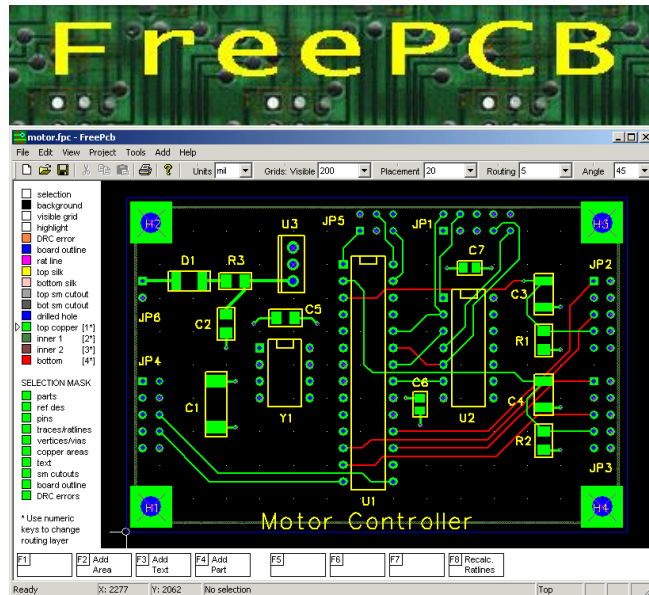 FreePCB
motor.fpc - FreePcb
File Edit View Project Tools Add Help
Units mil Grids: Visible 200 Placement 20 Routing 5 Angle 45
selection
background
visible grid
highlight
DRC error
board outline
rat line
top silk
bottom silk
top sm cutout
bot sm cutout
drilled hole
top copper [1*]
inner 1 [2*]
inner 2 [3*]
bottom [4*]
SELECTION MASK
parts
ref des
pins
traces/ratlines
vertices/vias
copper areas
text
sm cutouts
board outline
DRC errors
* Use numeric
keys to change
routing layer
H2 U3 JP5 JP1 H3
D1 R3 C7 JP2
C3
JP6 C2 C5
R1
JP4
C6 C4
C1 Y1 U2
R2
JP3
U1
H1 H4
Motor Controller
F1 F2 Add Area F3 Add Text F4 Add Part F5 F6 F7 F8 Recalc. Ratlines
Ready X: 2277 Y: 2062 No selection Top